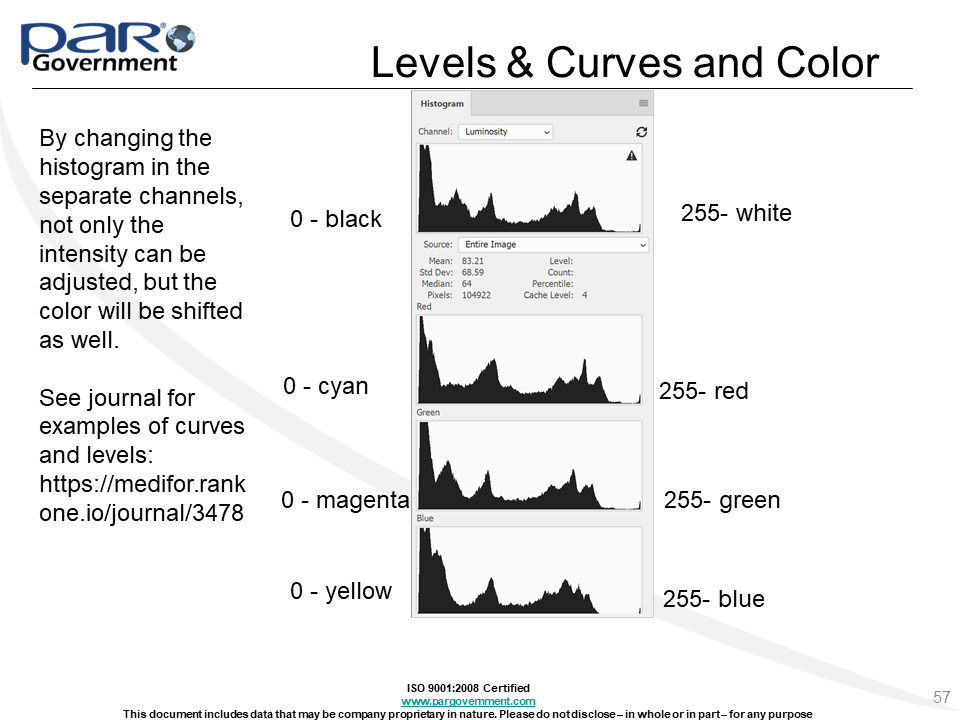 PAR® Government
Levels & Curves and Color
By changing the
histogram in the
separate channels,
not only the
intensity can be
adjusted, but the
color will be shifted
as well.
See journal for
examples of curves
and levels:
https://medifor.rank
one.io/journal/3478
Histogram
Channel: Luminosity
0 - black
255- white
Source: Entire Image
Mean: 83.21 Level:
Std Dev: 68.59 Count:
Median: 64 Percentile:
Pixels: 104922 Cache Level: 4
Red
0 - cyan
255- red
Green
0 - magenta
255- green
Blue
0 - yellow
255- blue
ISO 9001:2008 Certified
www.pargovernment.com
This document includes data that may be company proprietary in nature. Please do not disclose – in whole or in part – for any purpose
57